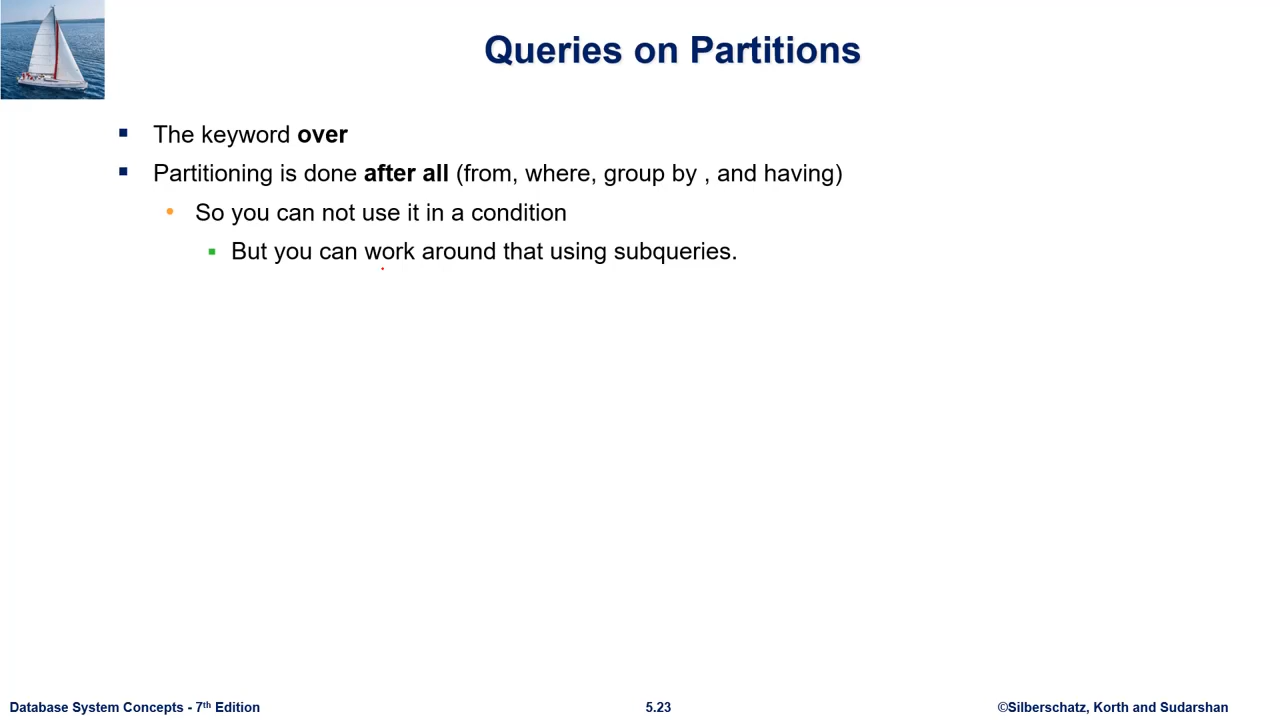 Queries on Partitions
▪ The keyword over
▪ Partitioning is done after all (from, where, group by , and having)
• So you can not use it in a condition
▪ But you can work around that using subqueries.
Database System Concepts - 7th Edition
5.23
©Silberschatz, Korth and Sudarshan